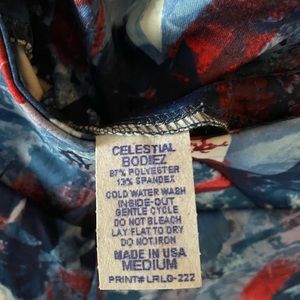 CELESTIAL
BODIEZ
87% POLYESTER
13% SPANDEX
COLD WATER WASH
INSIDE-OUT
GENTLE CYCLE
DO NOT BLEACH
LAY FLAT TO DRY
DO NOT IRON
MADE IN USA
MEDIUM
PRINT# LRLG-222